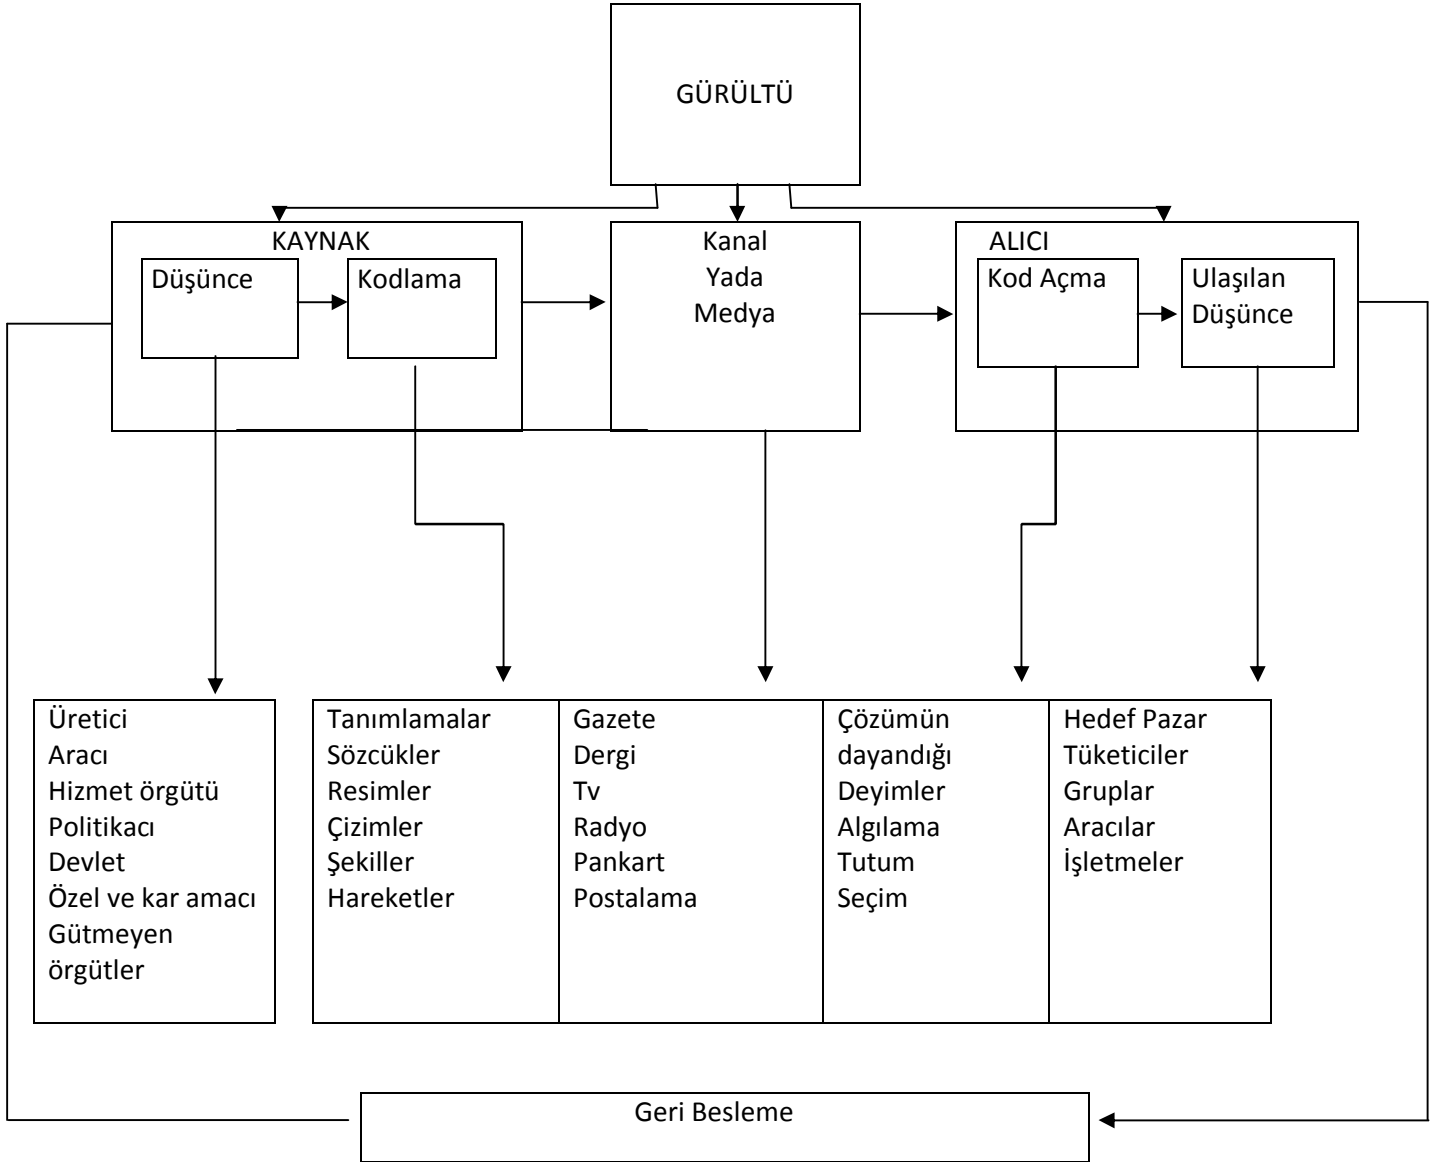 GÜRÜLTÜ
KAYNAK
Düşünce
Kodlama
Kanal
Yada
Medya
ALICI
Kod Açma
Ulaşılan
Düşünce
Üretici
Aracı
Hizmet örgütü
Politikacı
Devlet
Özel ve kar amacı
Gütmeyen
örgütler
Tanımlamalar
Sözcükler
Resimler
Çizimler
Şekiller
Hareketler
Gazete
Dergi
Tv
Radyo
Pankart
Postalama
Çözümün
dayandığı
Deyimler
Algılama
Tutum
Seçim
Hedef Pazar
Tüketiciler
Gruplar
Aracılar
İşletmeler
Geri Besleme